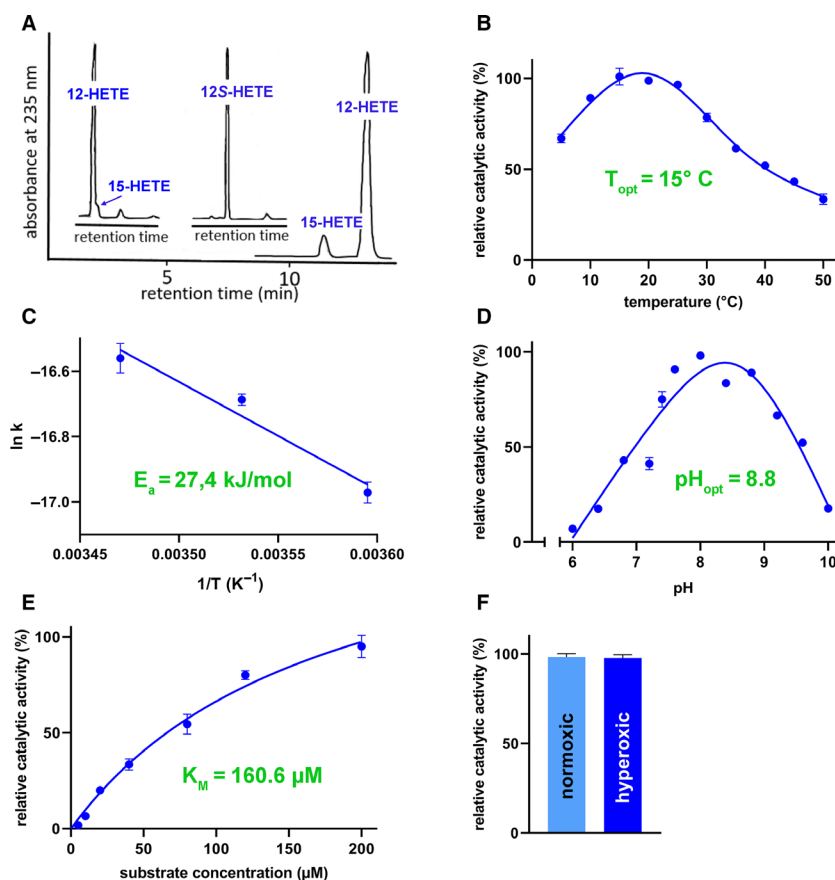 A
absorbance at 235 nm
12-HETE
15-HETE
retention time
12S-HETE
retention time
12-HETE
15-HETE
5
10
retention time (min)
B
relative catalytic activity (%)
100
50
0
Topt = 15° C
0
10
20
30
40
50
temperature (°C)
C
ln k
–16.6
–16.8
–17.0
Ea = 27,4 kJ/mol
0.00345
0.00350
0.00355
0.00360
1/T (K–1)
D
relative catalytic activity (%)
100
50
0
pHopt = 8.8
6
7
8
9
10
pH
E
relative catalytic activity (%)
100
50
0
KM = 160.6 µM
0
50
100
150
200
substrate concentration (µM)
F
relative catalytic activity (%)
100
50
0
normoxic
hyperoxic